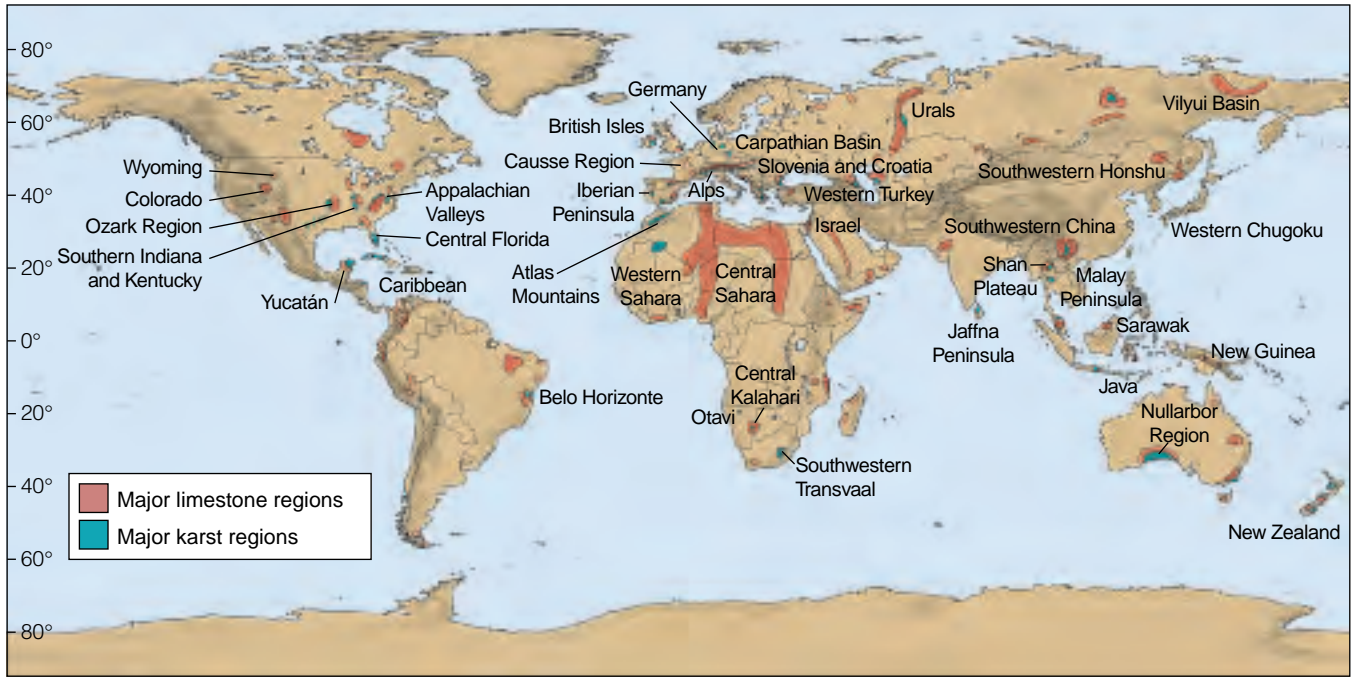 80°
60°
40°
20°
0°
20°
40°
60°
80°
Wyoming
Colorado
Ozark Region
Southern Indiana
and Kentucky
Yucatán
Appalachian
Valleys
Central Florida
Caribbean
Belo Horizonte
Germany
British Isles
Causse Region
Iberian
Peninsula
Alps
Atlas
Mountains
Carpathian Basin
Slovenia and Croatia
Western Turkey
Urals
Vilyui Basin
Southwestern Honshu
Western Chugoku
Southwestern China
Israel
Western
Sahara
Central
Sahara
Shan
Plateau
Malay
Peninsula
Jaffna
Peninsula
Sarawak
New Guinea
Java
Central
Kalahari
Otavi
Southwestern
Transvaal
Nullarbor
Region
New Zealand
Major limestone regions
Major karst regions